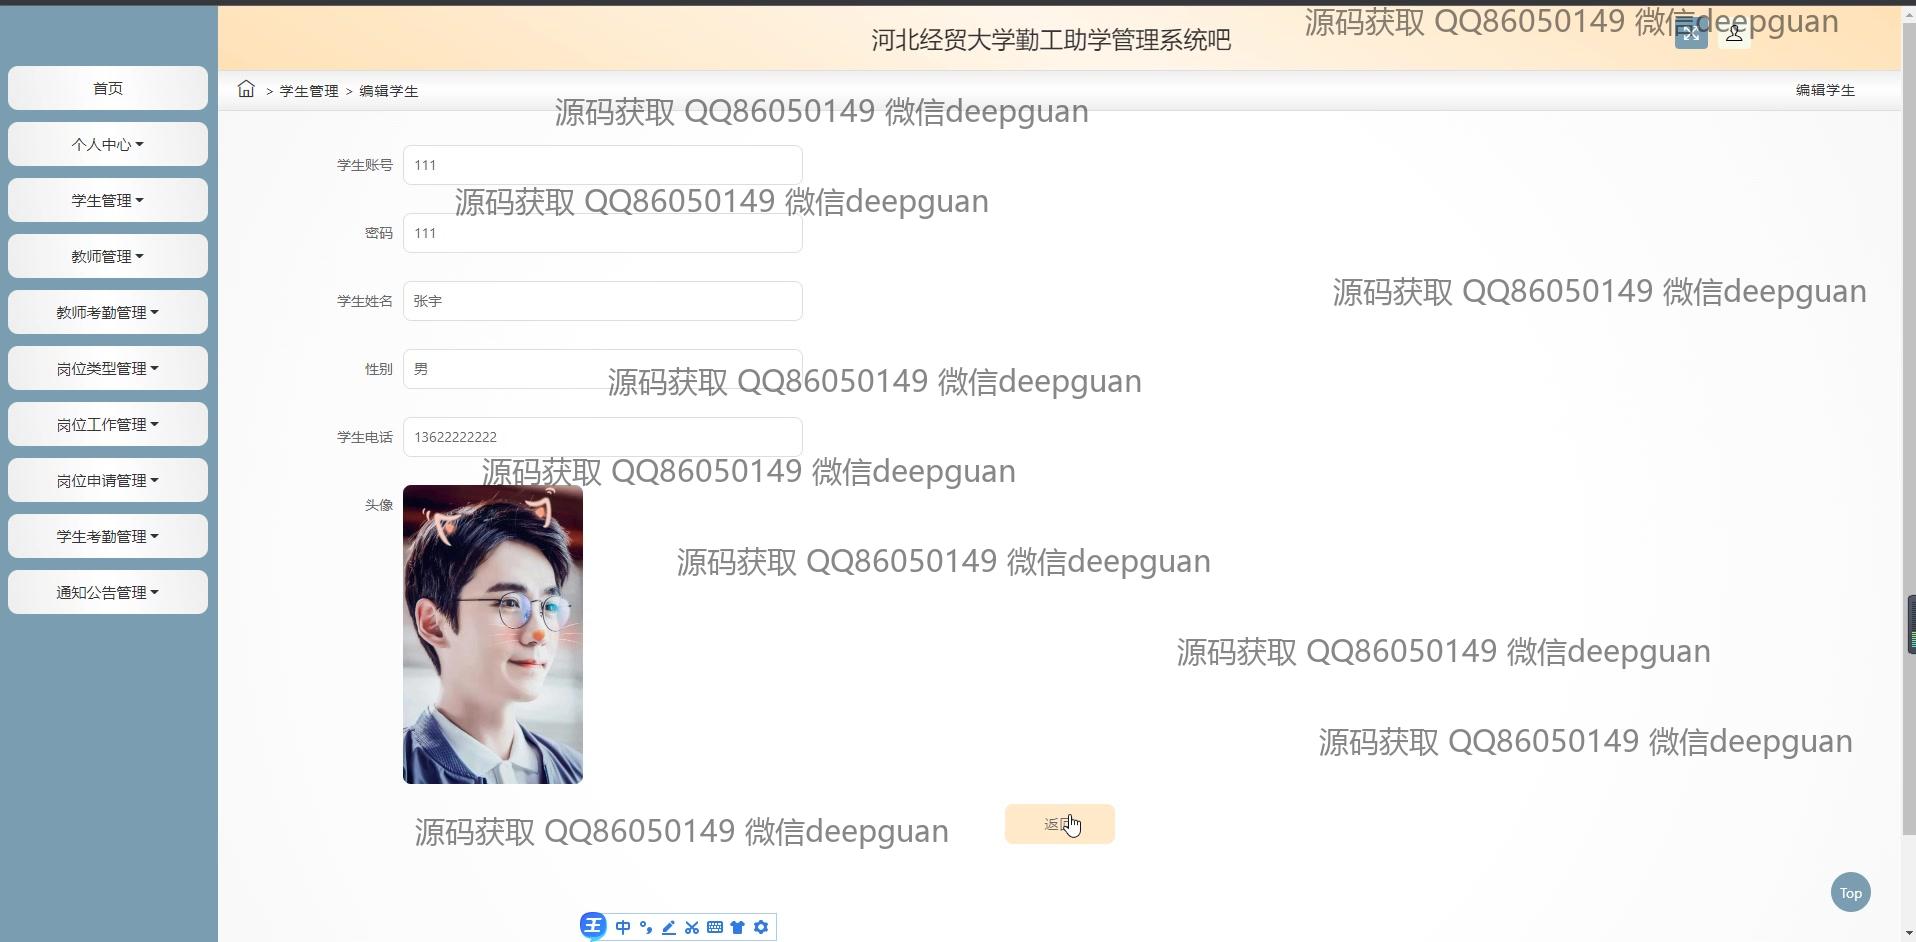 河北经贸大学勤工助学管理系统吧
源码获取 QQ86050149 微信deepguan
首页
个人中心
学生管理
教师管理
教师考勤管理
岗位类型管理
岗位工作管理
岗位申请管理
学生考勤管理
通知公告管理
> 学生管理 > 编辑学生
编辑学生
源码获取 QQ86050149 微信deepguan
学生账号 111
源码获取 QQ86050149 微信deepguan
密码 111
源码获取 QQ86050149 微信deepguan
学生姓名 张宇
性别 男
源码获取 QQ86050149 微信deepguan
学生电话 13622222222
源码获取 QQ86050149 微信deepguan
头像
源码获取 QQ86050149 微信deepguan
源码获取 QQ86050149 微信deepguan
源码获取 QQ86050149 微信deepguan
源码获取 QQ86050149 微信deepguan
返回
Top
王 中